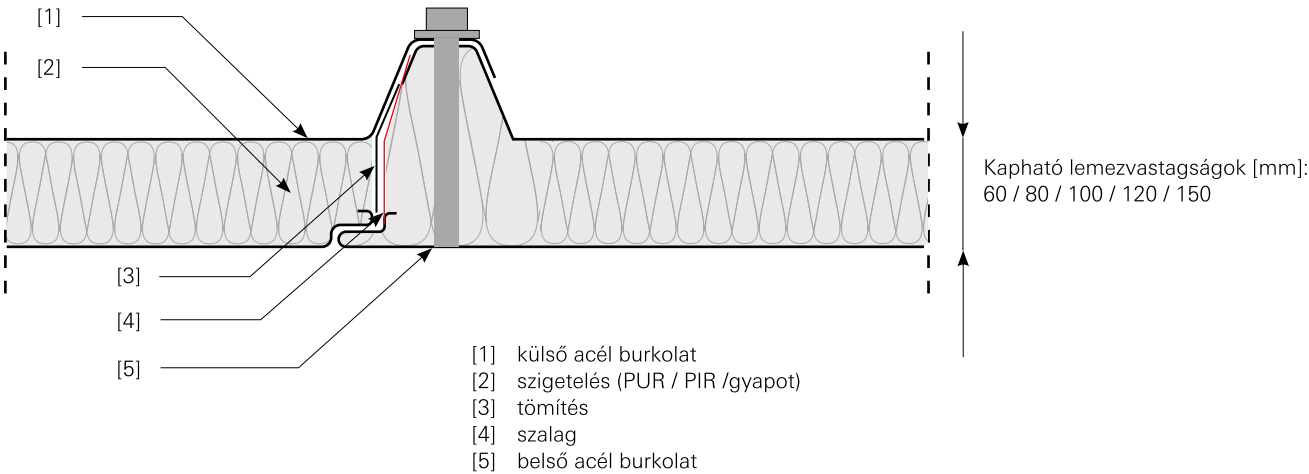 [1]
[2]
Kapható lemezvastagságok [mm]:
60 / 80 / 100 / 120 / 150
[3]
[4]
[5]
[1] külső acél burkolat
[2] szigetelés (PUR / PIR /gyapot)
[3] tömítés
[4] szalag
[5] belső acél burkolat